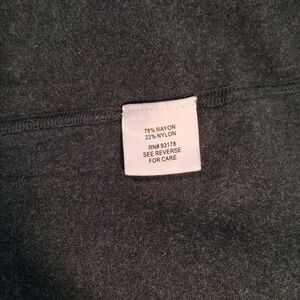 78% RAYON
22% NYLON
RN# 93178
SEE REVERSE
FOR CARE